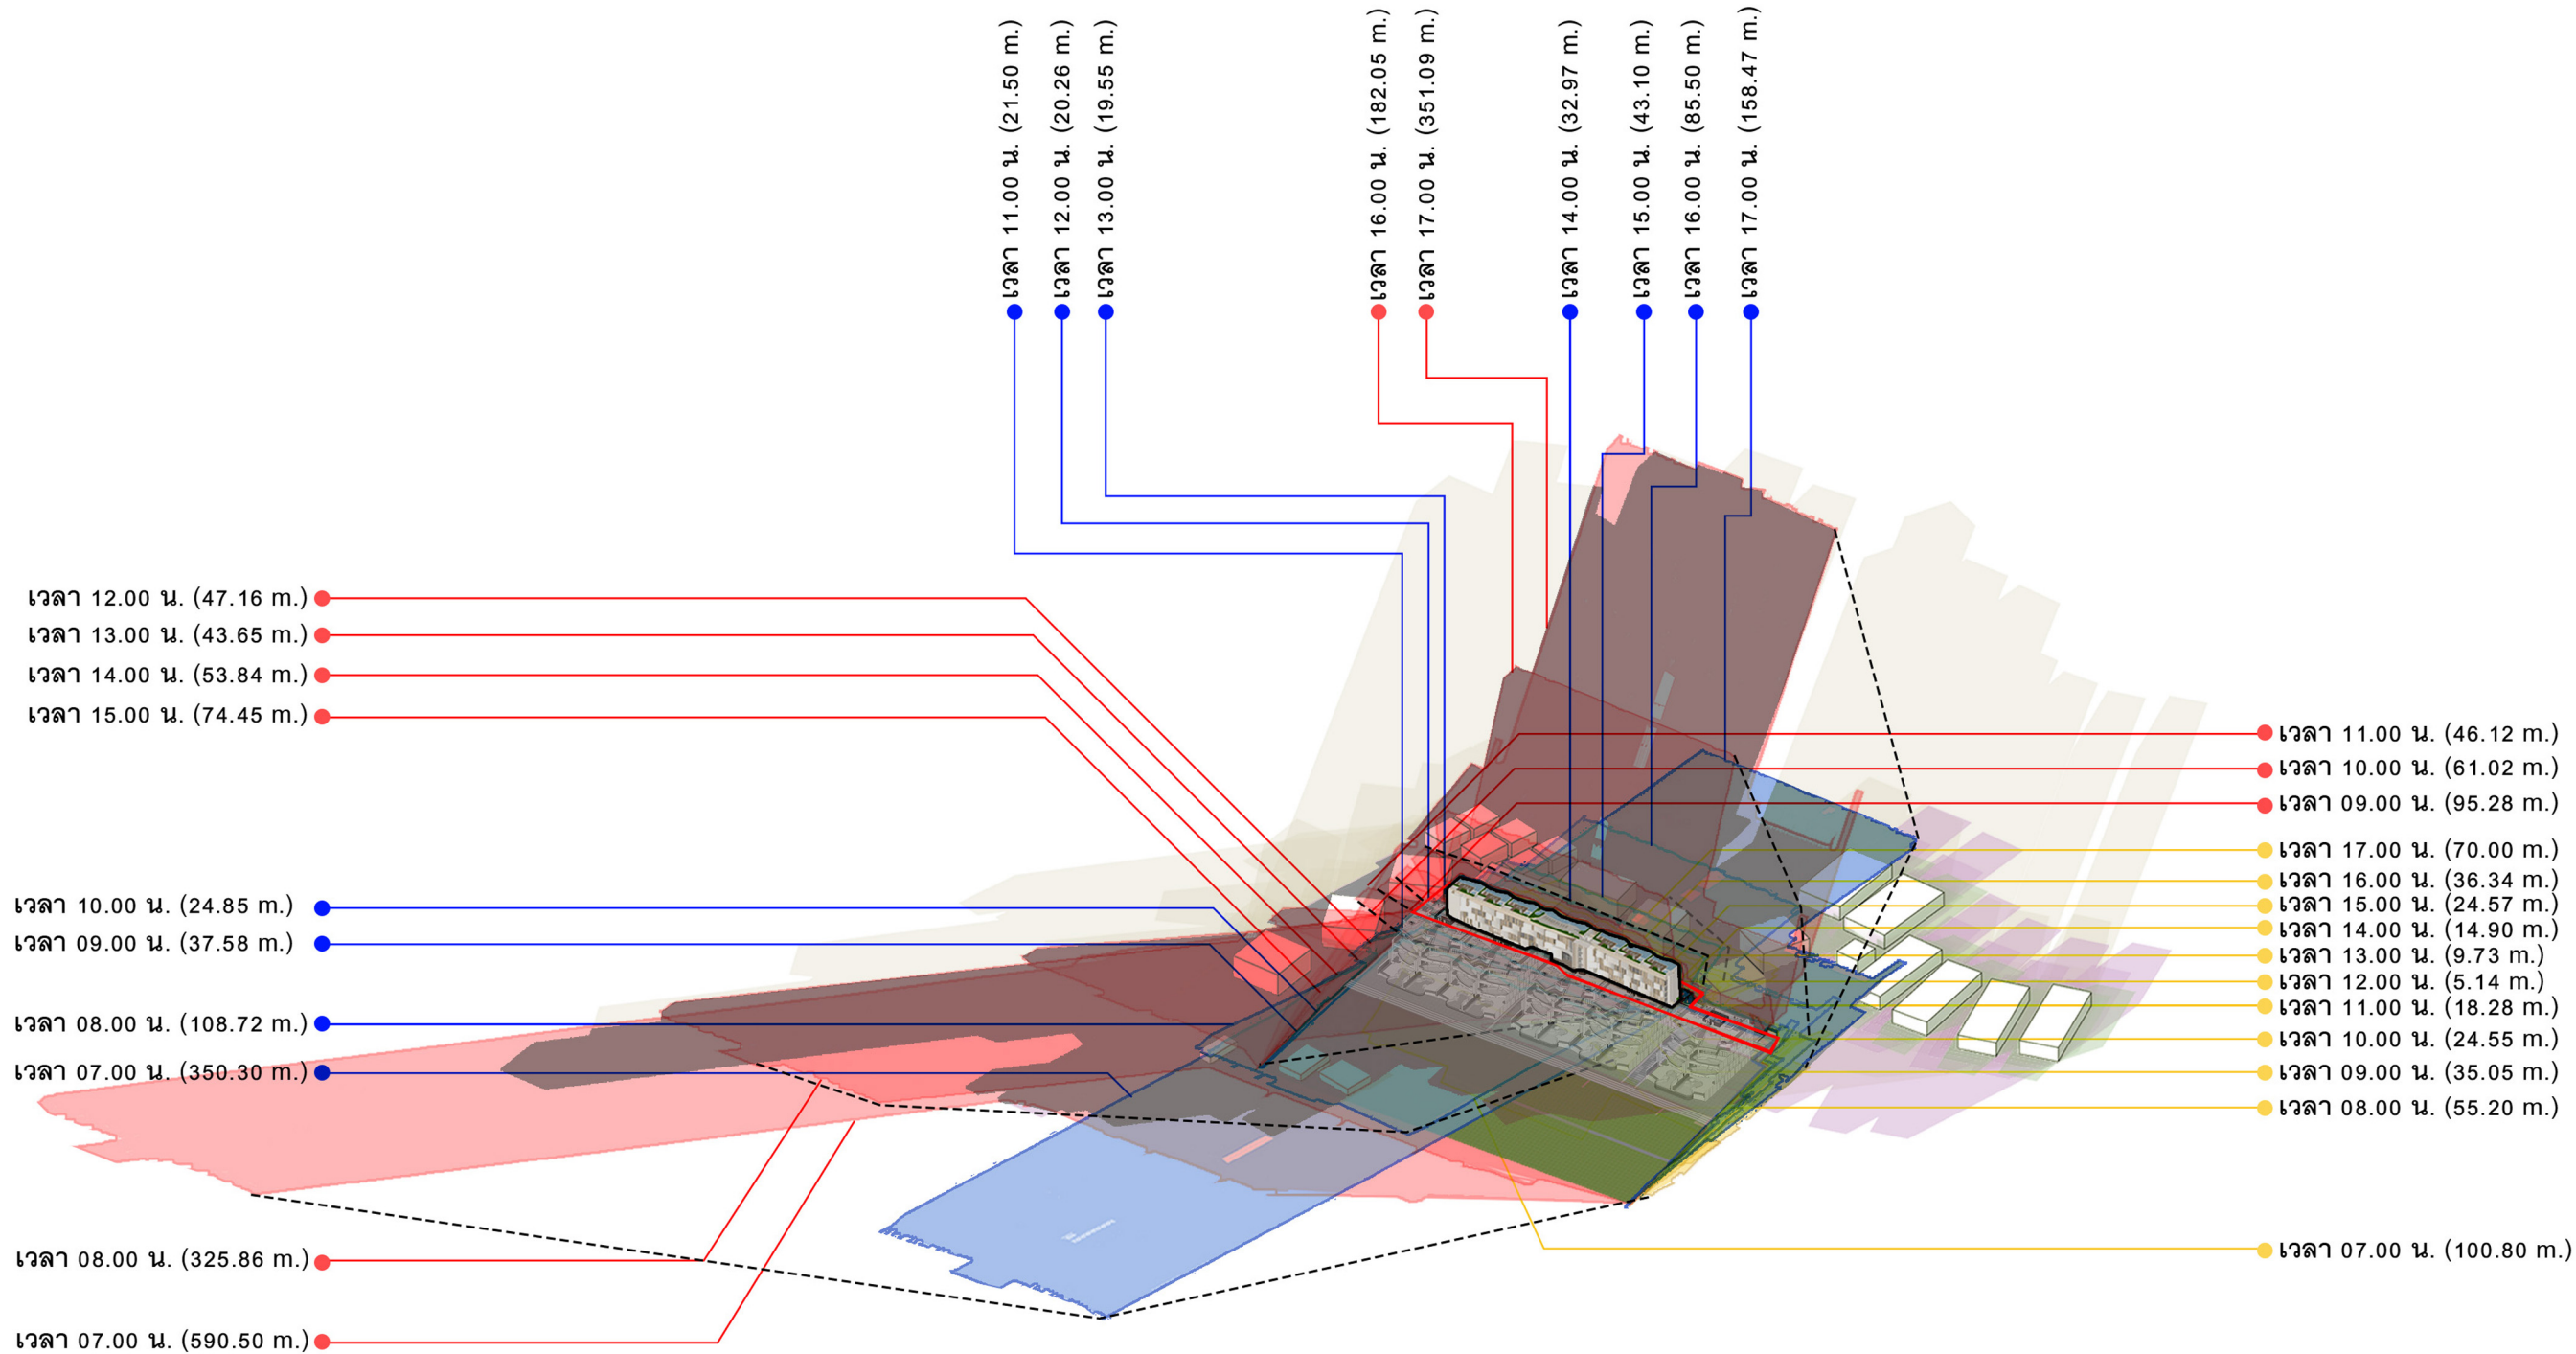 เวลา 11.00 น. (21.50 m.)
เวลา 12.00 น. (20.26 m.)
เวลา 13.00 น. (19.55 m.)
เวลา 16.00 น. (182.05 m.)
เวลา 17.00 น. (351.09 m.)
เวลา 14.00 น. (32.97 m.)
เวลา 15.00 น. (43.10 m.)
เวลา 16.00 น. (85.50 m.)
เวลา 17.00 น. (158.47 m.)
เวลา 12.00 น. (47.16 m.)
เวลา 13.00 น. (43.65 m.)
เวลา 14.00 น. (53.84 m.)
เวลา 15.00 น. (74.45 m.)
เวลา 10.00 น. (24.85 m.)
เวลา 09.00 น. (37.58 m.)
เวลา 08.00 น. (108.72 m.)
เวลา 07.00 น. (350.30 m.)
เวลา 08.00 น. (325.86 m.)
เวลา 07.00 น. (590.50 m.)
เวลา 11.00 น. (46.12 m.)
เวลา 10.00 น. (61.02 m.)
เวลา 09.00 น. (95.28 m.)
เวลา 17.00 น. (70.00 m.)
เวลา 16.00 น. (36.34 m.)
เวลา 15.00 น. (24.57 m.)
เวลา 14.00 น. (14.90 m.)
เวลา 13.00 น. (9.73 m.)
เวลา 12.00 น. (5.14 m.)
เวลา 11.00 น. (18.28 m.)
เวลา 10.00 น. (24.55 m.)
เวลา 09.00 น. (35.05 m.)
เวลา 08.00 น. (55.20 m.)
เวลา 07.00 น. (100.80 m.)